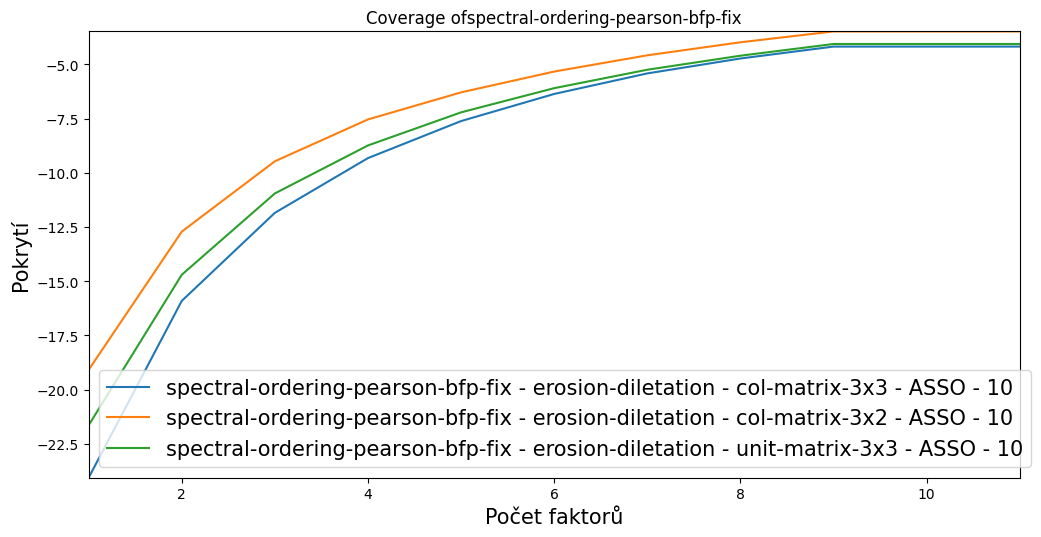 Coverage ofspectral-ordering-pearson-bfp-fix
Pokrytí
−5.0
−7.5
−10.0
−12.5
−15.0
−17.5
−20.0
−22.5
spectral-ordering-pearson-bfp-fix - erosion-diletation - col-matrix-3x3 - ASSO - 10
spectral-ordering-pearson-bfp-fix - erosion-diletation - col-matrix-3x2 - ASSO - 10
spectral-ordering-pearson-bfp-fix - erosion-diletation - unit-matrix-3x3 - ASSO - 10
2 4 6 8 10
Počet faktorů